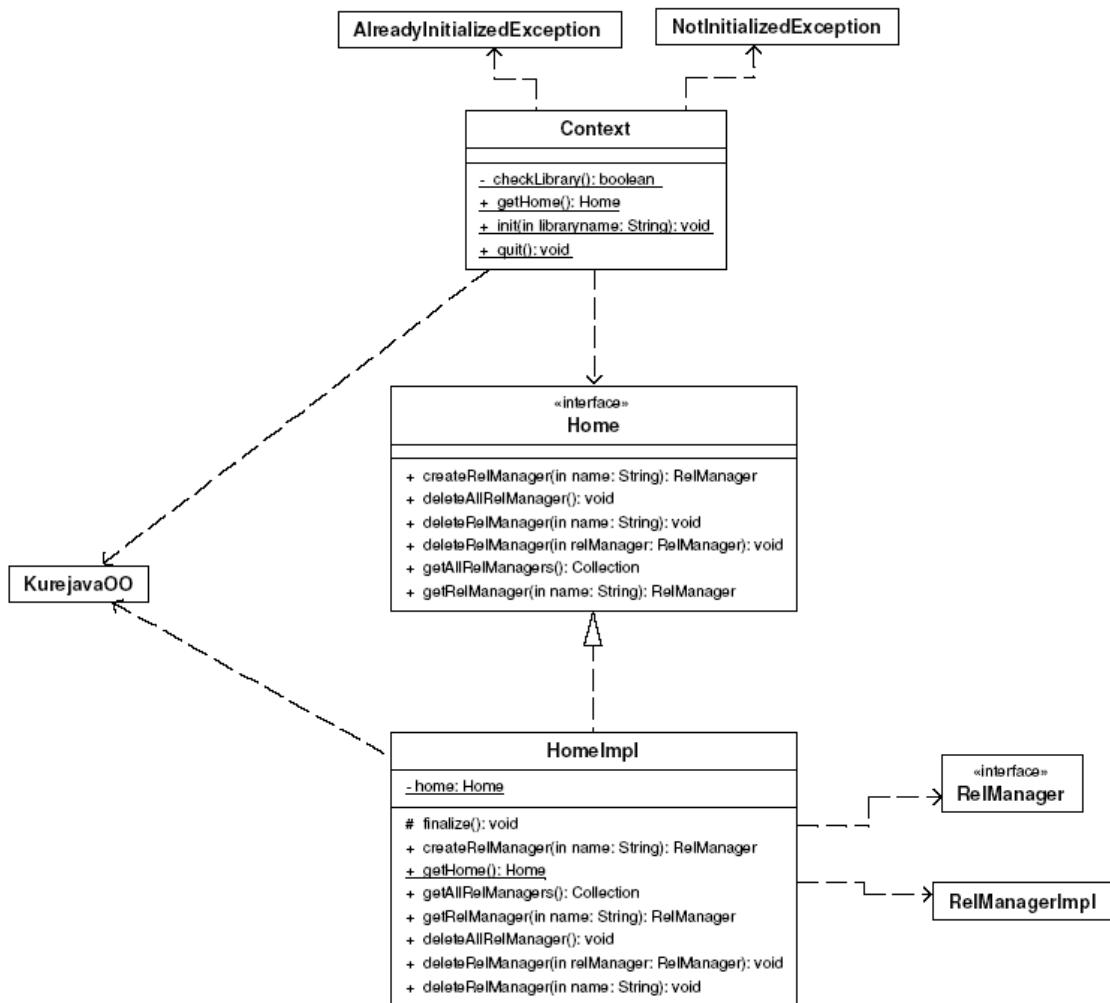 AlreadyInitializedException
NotInitializedException
Context
- checkLibrary(): boolean
+ getHome(): Home
+ init(in libraryname: String): void
+ quit(): void
«interface»
Home
+ createRelManager(in name: String): RelManager
+ deleteAllRelManager(): void
+ deleteRelManager(in name: String): void
+ deleteRelManager(in relManager: RelManager): void
+ getAllRelManagers(): Collection
+ getRelManager(in name: String): RelManager
KurejavaOO
HomeImpl
- home: Home
# finalize(): void
+ createRelManager(in name: String): RelManager
+ getHome(): Home
+ getAllRelManagers(): Collection
+ getRelManager(in name: String): RelManager
+ deleteAllRelManager(): void
+ deleteRelManager(in relManager: RelManager): void
+ deleteRelManager(in name: String): void
«interface»
RelManager
RelManagerImpl